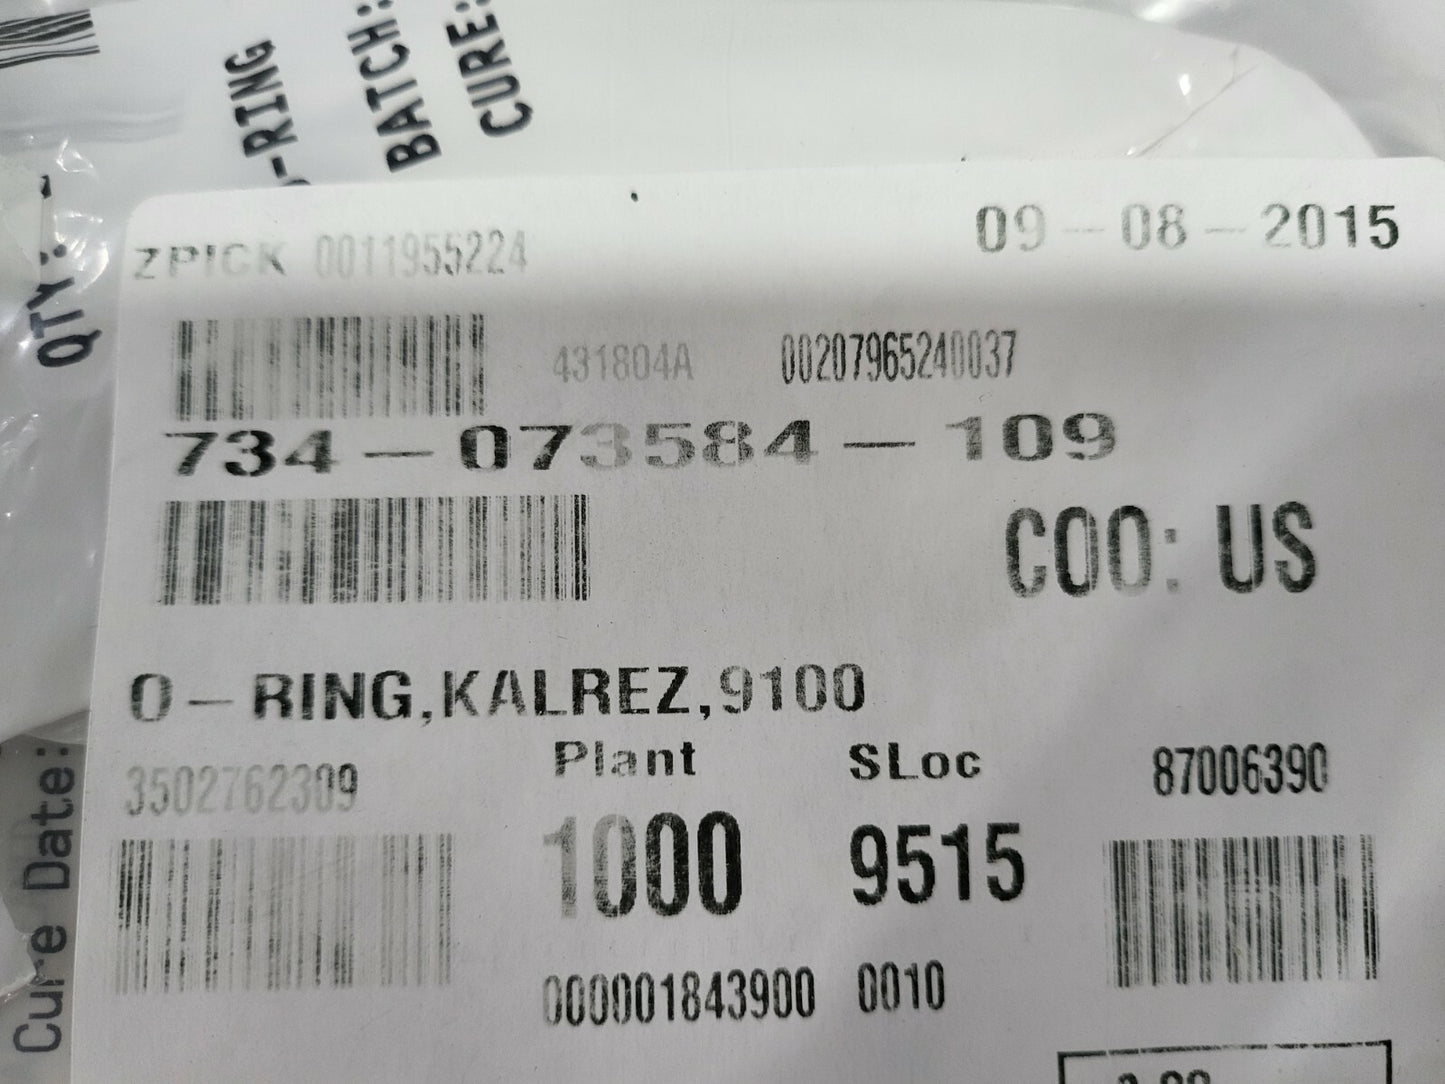 O-RING
BATCH:
CURE:
QTY:
ZPICK 0011955224
09-08-2015
431804A
00207965240037
734-073584-109
COO: US
O-RING,KALREZ,9100
3502762309
Plant
SLoc
87006390
1000
9515
000001843900 0010
Cure Date: